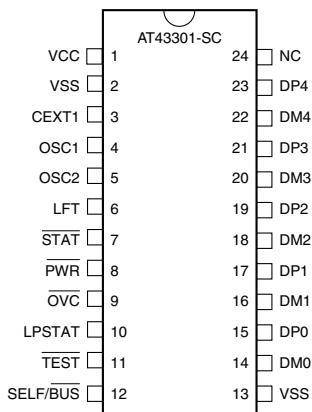 AT43301-SC
VCC 1 24 NC
VSS 2 23 DP4
CEXT1 3 22 DM4
OSC1 4 21 DP3
OSC2 5 20 DM3
LFT 6 19 DP2
STAT 7 18 DM2
PWR 8 17 DP1
OVC 9 16 DM1
LPSTAT 10 15 DP0
TEST 11 14 DM0
SELF/BUS 12 13 VSS